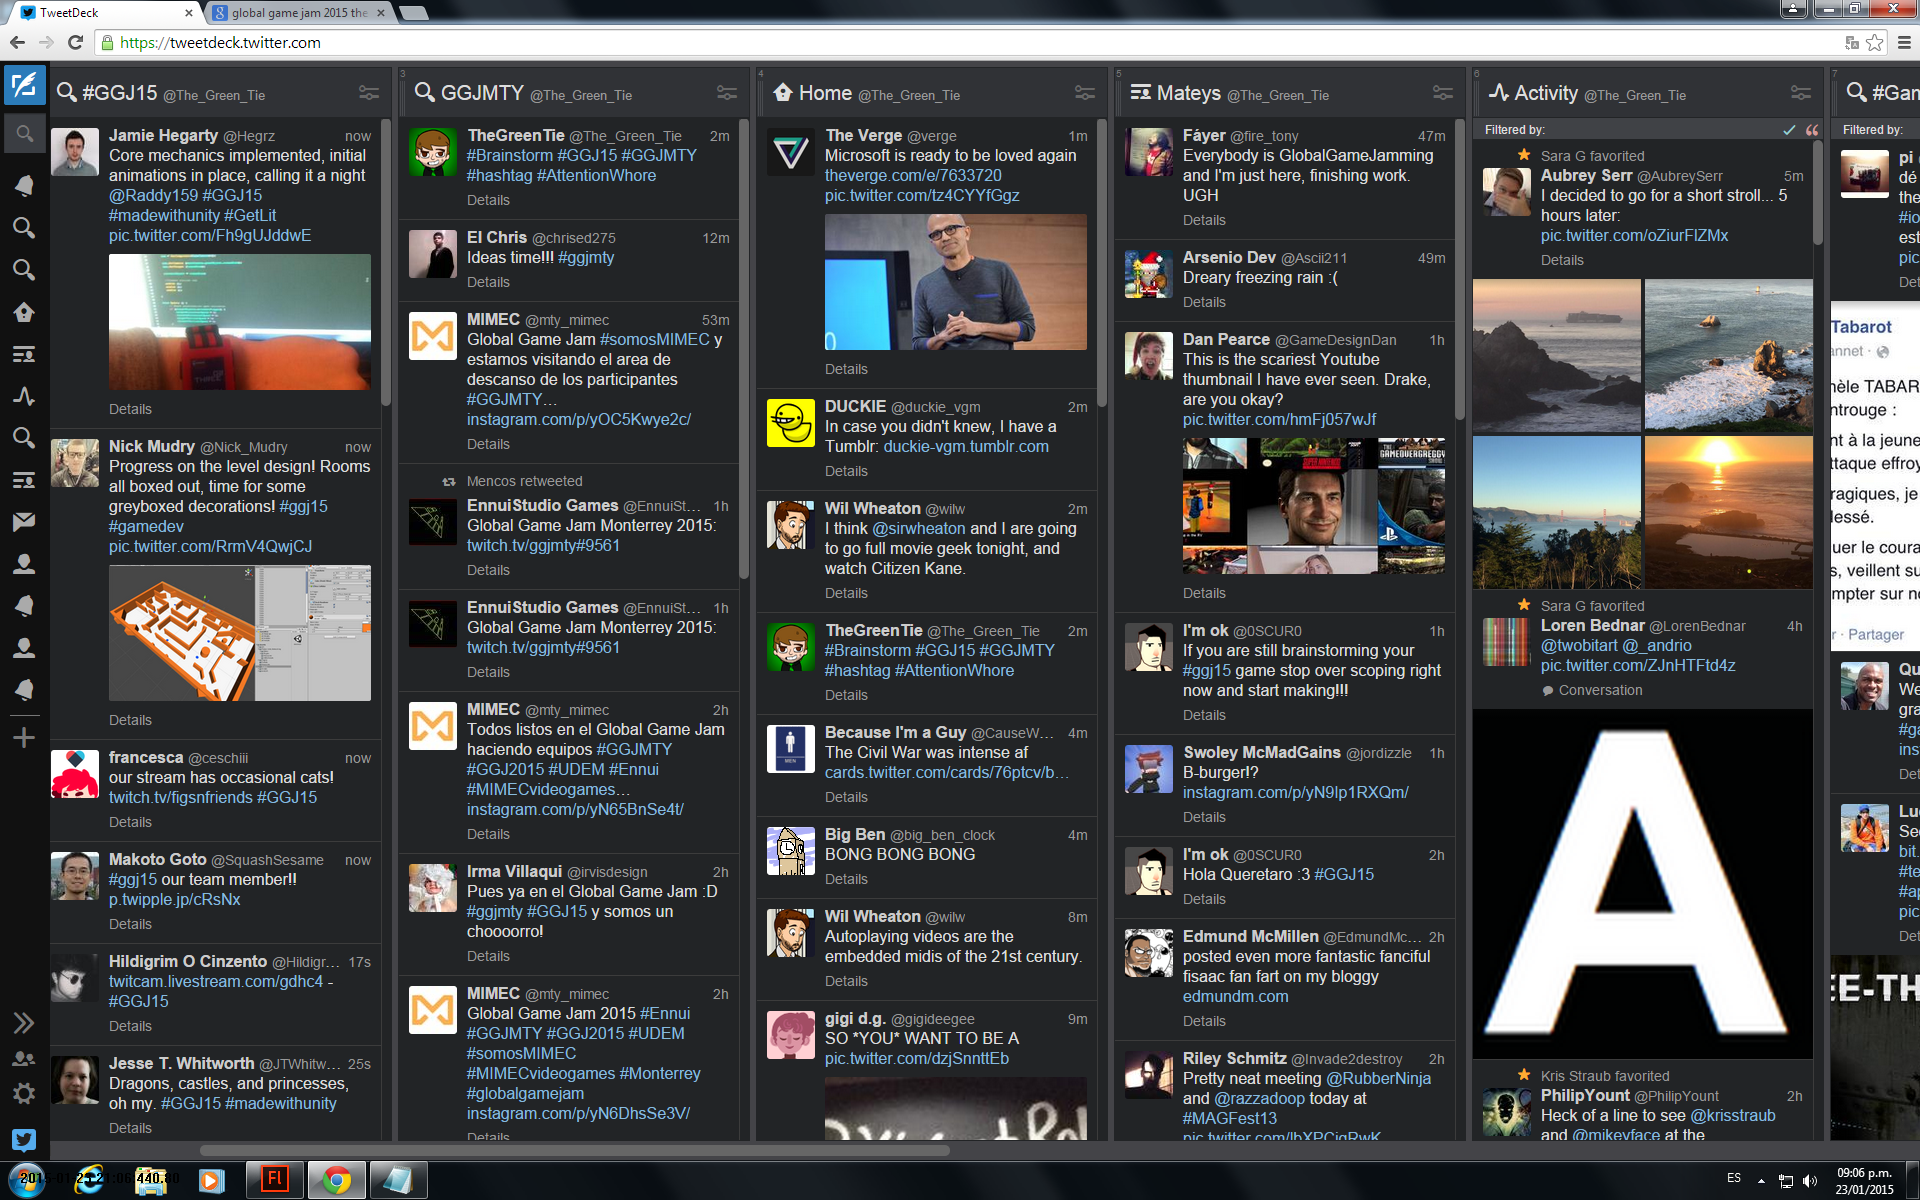 TweetDeck
global game jam 2015 the
https://tweetdeck.twitter.com
#GGJ15 @The_Green_Tie
Jamie Hegarty @Hegrz now
Core mechanics implemented, initial
animations in place, calling it a night
@Raddy159 #GGJ15
#madewithunity #GetLit
pic.twitter.com/Fh9gUJddwE
Details
Nick Mudry @Nick_Mudry now
Progress on the level design! Rooms
all boxed out, time for some
greyboxed decorations! #ggj15
#gamedev
pic.twitter.com/RrmV4QwjCJ
Details
francesca @ceschiii now
our stream has occasional cats!
twitch.tv/figsnfriends #GGJ15
Details
Makoto Goto @SquashSesame now
#ggj15 our team member!!
p.twipple.jp/cRsNx
Details
Hildigrim O Cinzento @Hildigr... 17s
twitcam.livestream.com/gdhc4 -
#GGJ15
Details
Jesse T. Whitworth @JTWhitw... 25s
Dragons, castles, and princesses,
oh my. #GGJ15 #madewithunity
Details
3
GGJMTY @The_Green_Tie
TheGreenTie @The_Green_Tie 2m
#Brainstorm #GGJ15 #GGJMTY
#hashtag #AttentionWhore
Details
El Chris @chrised275 12m
Ideas time!!! #ggjmty
Details
MIMEC @mty_mimec 53m
Global Game Jam #somosMIMEC y
estamos visitando el area de
descanso de los participantes
#GGJMTY…
instagram.com/p/yOC5Kwye2c/
Details
Mencos retweeted
EnnuiStudio Games @EnnuiSt... 1h
Global Game Jam Monterrey 2015:
twitch.tv/ggjmty#9561
Details
EnnuiStudio Games @EnnuiSt... 1h
Global Game Jam Monterrey 2015:
twitch.tv/ggjmty#9561
Details
MIMEC @mty_mimec 2h
Todos listos en el Global Game Jam
haciendo equipos #GGJMTY
#GGJ2015 #UDEM #Ennui
#MIMECvideogames…
instagram.com/p/yN65BnSe4t/
Details
Irma Villaqui @irvisdesign 2h
Pues ya en el Global Game Jam :D
#ggjmty #GGJ15 y somos un
choooorro!
Details
MIMEC @mty_mimec 2h
Global Game Jam 2015 #Ennui
#GGJMTY #GGJ2015 #UDEM
#somosMIMEC
#MIMECvideogames #Monterrey
#globalgamejam
instagram.com/p/yN6DhsSe3V/
Details
4
Home @The_Green_Tie
The Verge @verge 1m
Microsoft is ready to be loved again
theverge.com/e/7633720
pic.twitter.com/tz4CYYfGgz
Details
DUCKIE @duckie_vgm 2m
In case you didn't knew, I have a
Tumblr: duckie-vgm.tumblr.com
Details
Wil Wheaton @wilw 2m
I think @sirwheaton and I are going
to go full movie geek tonight, and
watch Citizen Kane.
Details
TheGreenTie @The_Green_Tie 2m
#Brainstorm #GGJ15 #GGJMTY
#hashtag #AttentionWhore
Details
Because I'm a Guy @CauseW... 4m
The Civil War was intense af
cards.twitter.com/cards/76ptcv/b…
Details
MEN
Big Ben @big_ben_clock 4m
BONG BONG BONG
Details
Wil Wheaton @wilw 8m
Autoplaying videos are the
embedded midis of the 21st century.
Details
gigi d.g. @gigideegee 9m
SO *YOU* WANT TO BE A
pic.twitter.com/dzjSnnttEb
5
Mateys @The_Green_Tie
Fáyer @fire_tony 47m
Everybody is GlobalGameJamming
and I'm just here, finishing work.
UGH
Details
Arsenio Dev @Ascii211 49m
Dreary freezing rain :(
Details
Dan Pearce @GameDesignDan 1h
This is the scariest Youtube
thumbnail I have ever seen. Drake,
are you okay?
pic.twitter.com/hmFj057wJf
SUPER NINTENDO
GAMEOVERGREGGY
Details
I'm ok @0SCUR0 1h
If you are still brainstorming your
#ggj15 game stop over scoping right
now and start making!!!
Details
Swoley McMadGains @jordizzle 1h
B-burger!?
instagram.com/p/yN9lp1RXQm/
Details
I'm ok @0SCUR0 2h
Hola Queretaro :3 #GGJ15
Details
Edmund McMillen @EdmundMc... 2h
posted even more fantastic fanciful
fisaac fan fart on my bloggy
edmundm.com
Details
Riley Schmitz @Invade2destroy 2h
Pretty neat meeting @RubberNinja
and @razzadoop today at
#MAGFest13
6
Activity @The_Green_Tie
Filtered by:
Sara G favorited
Aubrey Serr @AubreySerr 5m
I decided to go for a short stroll... 5
hours later:
pic.twitter.com/oZiurFlZMx
Details
Sara G favorited
Loren Bednar @LorenBednar 4h
@twobitart @_andrio
pic.twitter.com/ZJnHTFtd4z
Conversation
A
Kris Straub favorited
PhilipYount @PhilipYount 2h
Heck of a line to see @krisstraub
and @mikeyface at the
7
#Gam
Filtered by:
pi
dé
the
#io
est
pic
De
Tabarot
annet ·
nèle TABAR
ntrouge :
nt à la jeune
ttaque effroy
ragiques, je
lessé.
uer le coura
s, veillent su
mpter sur no
r · Partager
Qu
We
gra
#ga
ins
Det
Luc
See
bit.
#te
#ap
pic
Det
EE-TH
Fl
ES
09:06 p.m.
23/01/2015